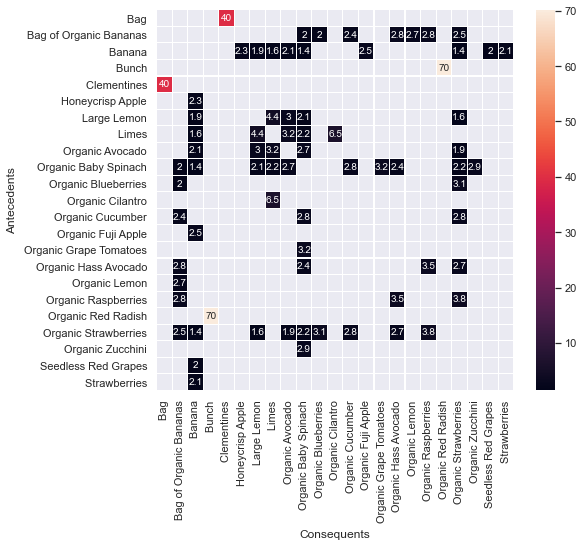 Antecedents
Bag 40
Bag of Organic Bananas 2 2 2.4 2.8 2.7 2.8 2.5
Banana 2.3 1.9 1.6 2.1 1.4 2.5 1.4 2 2.1
Bunch 70
Clementines 40
Honeycrisp Apple 2.3
Large Lemon 1.9 4.4 3 2.1 1.6
Limes 1.6 4.4 3.2 2.2 6.5
Organic Avocado 2.1 3 3.2 2.7 1.9
Organic Baby Spinach 2 1.4 2.1 2.2 2.7 2.8 3.2 2.4 2.2 2.9
Organic Blueberries 2 3.1
Organic Cilantro 6.5
Organic Cucumber 2.4 2.8 2.8
Organic Fuji Apple 2.5
Organic Grape Tomatoes 3.2
Organic Hass Avocado 2.8 2.4 3.5 2.7
Organic Lemon 2.7
Organic Raspberries 2.8 3.5 3.8
Organic Red Radish 70
Organic Strawberries 2.5 1.4 1.6 1.9 2.2 3.1 2.8 2.7 3.8
Organic Zucchini 2.9
Seedless Red Grapes 2
Strawberries 2.1
Bag
Bag of Organic Bananas
Banana
Bunch
Clementines
Honeycrisp Apple
Large Lemon
Limes
Organic Avocado
Organic Baby Spinach
Organic Blueberries
Organic Cilantro
Organic Cucumber
Organic Fuji Apple
Organic Grape Tomatoes
Organic Hass Avocado
Organic Lemon
Organic Raspberries
Organic Red Radish
Organic Strawberries
Organic Zucchini
Seedless Red Grapes
Strawberries
Consequents
70
60
50
40
30
20
10